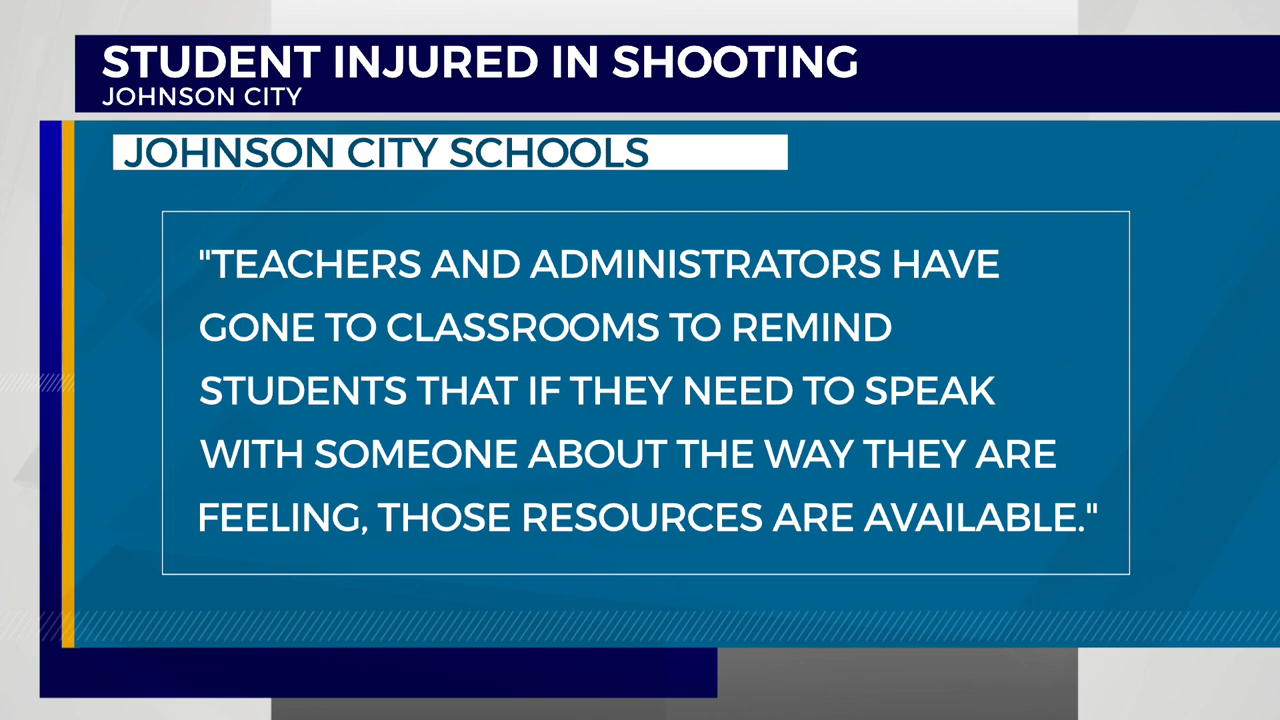 STUDENT INJURED IN SHOOTING
JOHNSON CITY
JOHNSON CITY SCHOOLS
"TEACHERS AND ADMINISTRATORS HAVE
GONE TO CLASSROOMS TO REMIND
STUDENTS THAT IF THEY NEED TO SPEAK
WITH SOMEONE ABOUT THE WAY THEY ARE
FEELING, THOSE RESOURCES ARE AVAILABLE."